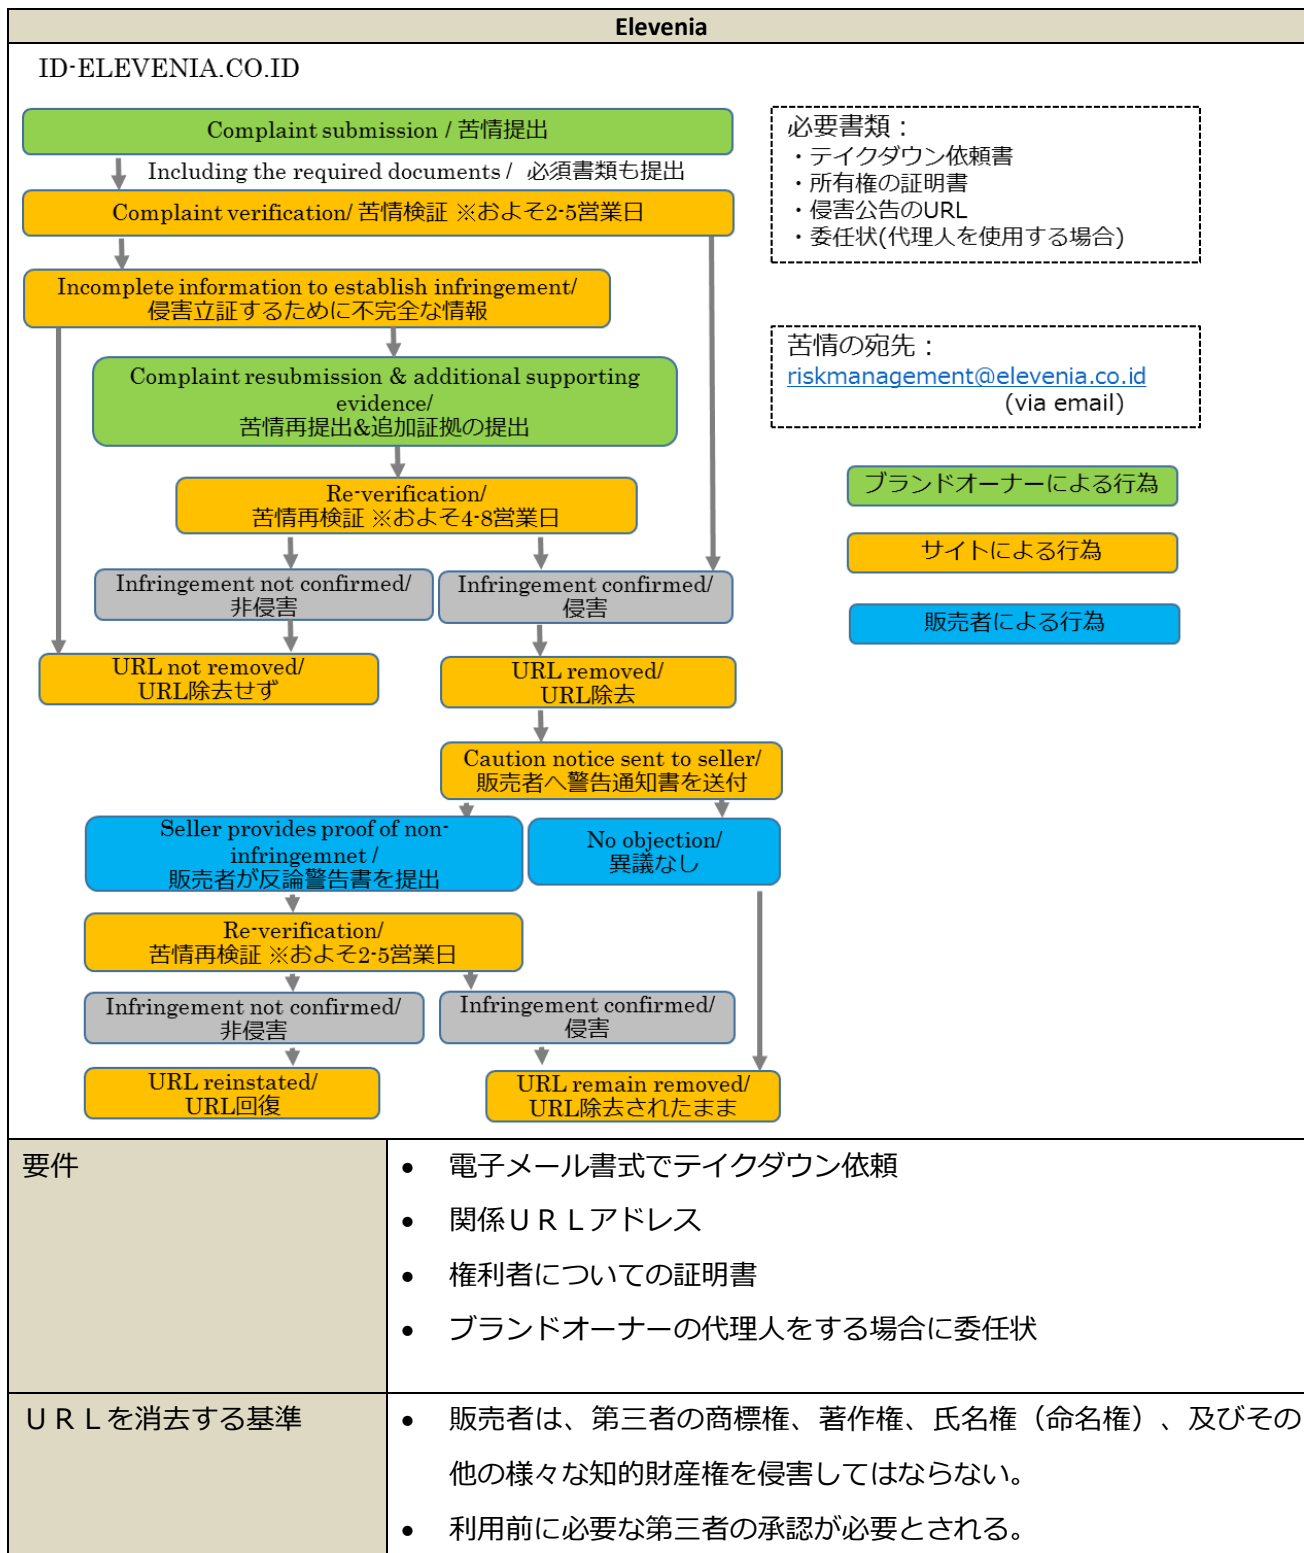 Elevenia
ID-ELEVENIA.CO.ID
Complaint submission / 苦情提出
Including the required documents / 必須書類も提出
Complaint verification/ 苦情検証 ※およそ2-5営業日
Incomplete information to establish infringement/
侵害立証するために不完全な情報
Complaint resubmission & additional supporting
evidence/
苦情再提出&追加証拠の提出
Re-verification/
苦情再検証 ※およそ4-8営業日
Infringement not confirmed/
非侵害
Infringement confirmed/
侵害
URL not removed/
URL除去せず
URL removed/
URL除去
Caution notice sent to seller/
販売者へ警告通知書を送付
Seller provides proof of non-
infringemnet /
販売者が反論警告書を提出
No objection/
異議なし
Re-verification/
苦情再検証 ※およそ2-5営業日
Infringement not confirmed/
非侵害
Infringement confirmed/
侵害
URL reinstated/
URL回復
URL remain removed/
URL除去されたまま
必要書類：
・テイクダウン依頼書
・所有権の証明書
・侵害公告のURL
・委任状(代理人を使用する場合)
苦情の宛先：
riskmanagement@elevenia.co.id
(via email)
ブランドオーナーによる行為
サイトによる行為
販売者による行為
要件
• 電子メール書式でテイクダウン依頼
• 関係ＵＲＬアドレス
• 権利者についての証明書
• ブランドオーナーの代理人をする場合に委任状
ＵＲＬを消去する基準
• 販売者は、第三者の商標権、著作権、氏名権（命名権）、及びその
他の様々な知的財産権を侵害してはならない。
• 利用前に必要な第三者の承認が必要とされる。